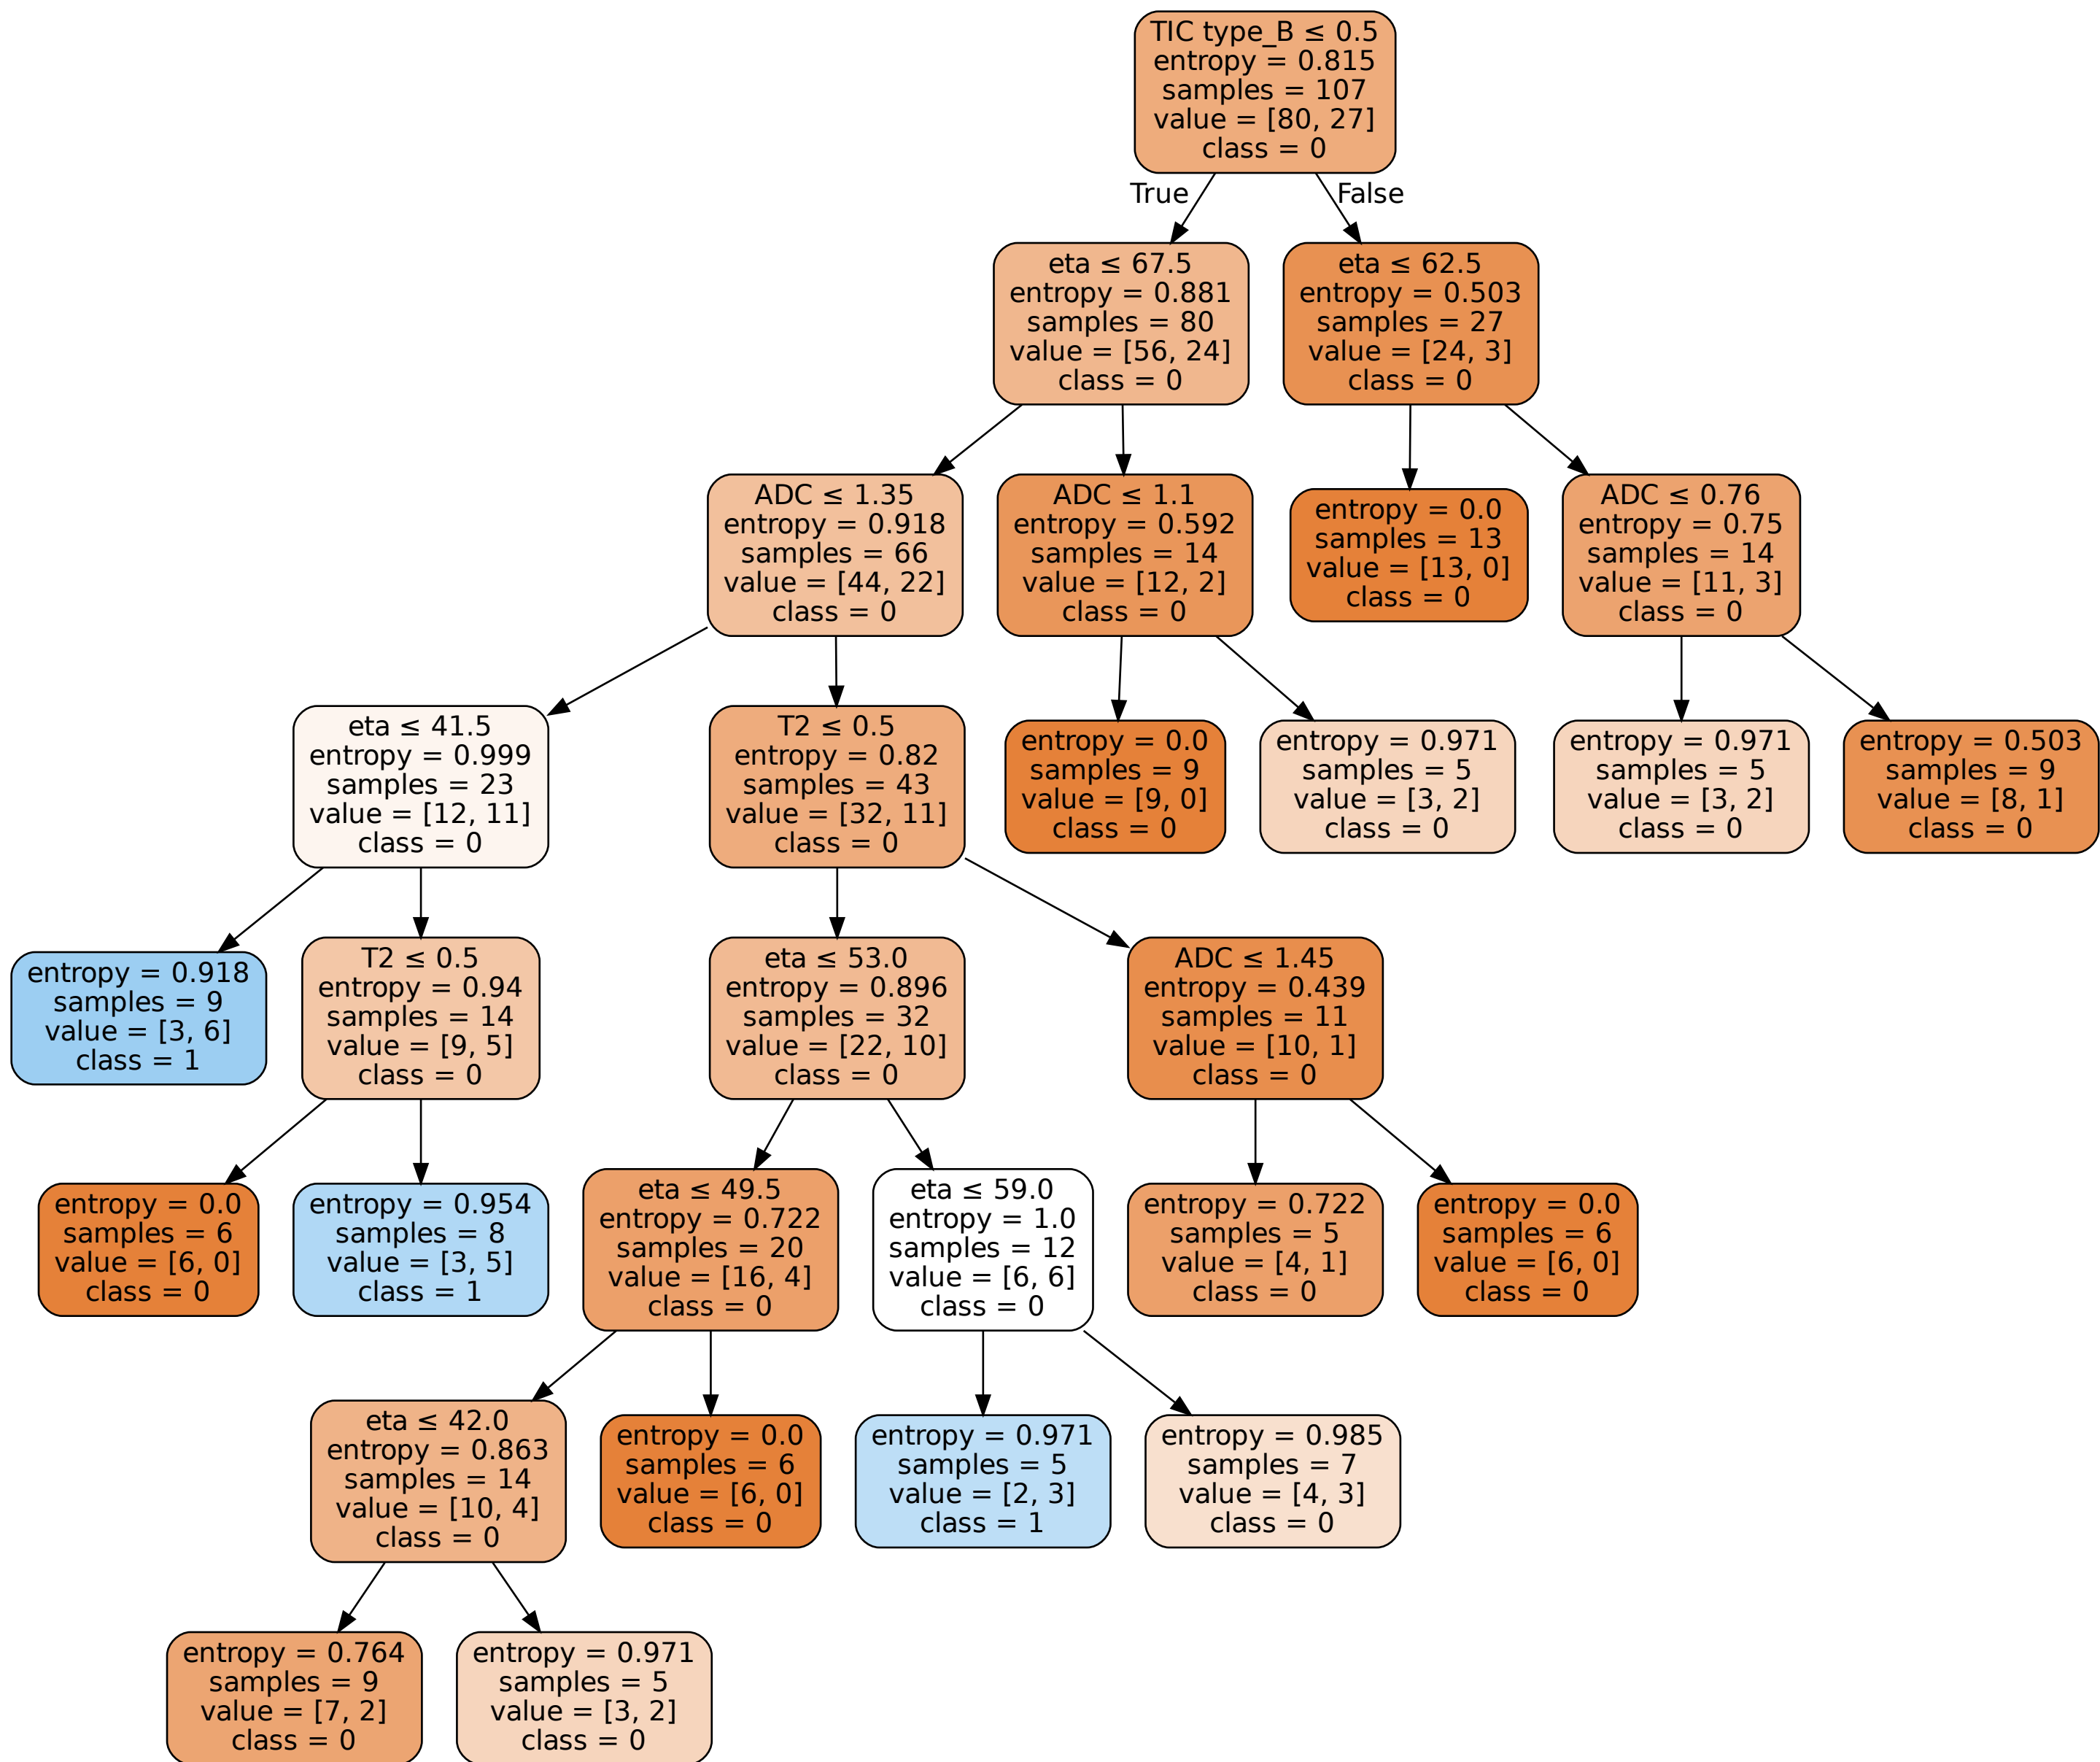 TIC type_B ≤ 0.5
entropy = 0.815
samples = 107
value = [80, 27]
class = 0
True
False
eta ≤ 67.5
entropy = 0.881
samples = 80
value = [56, 24]
class = 0
eta ≤ 62.5
entropy = 0.503
samples = 27
value = [24, 3]
class = 0
ADC ≤ 1.35
entropy = 0.918
samples = 66
value = [44, 22]
class = 0
ADC ≤ 1.1
entropy = 0.592
samples = 14
value = [12, 2]
class = 0
entropy = 0.0
samples = 13
value = [13, 0]
class = 0
ADC ≤ 0.76
entropy = 0.75
samples = 14
value = [11, 3]
class = 0
eta ≤ 41.5
entropy = 0.999
samples = 23
value = [12, 11]
class = 0
T2 ≤ 0.5
entropy = 0.82
samples = 43
value = [32, 11]
class = 0
entropy = 0.0
samples = 9
value = [9, 0]
class = 0
entropy = 0.971
samples = 5
value = [3, 2]
class = 0
entropy = 0.971
samples = 5
value = [3, 2]
class = 0
entropy = 0.503
samples = 9
value = [8, 1]
class = 0
entropy = 0.918
samples = 9
value = [3, 6]
class = 1
T2 ≤ 0.5
entropy = 0.94
samples = 14
value = [9, 5]
class = 0
eta ≤ 53.0
entropy = 0.896
samples = 32
value = [22, 10]
class = 0
ADC ≤ 1.45
entropy = 0.439
samples = 11
value = [10, 1]
class = 0
entropy = 0.0
samples = 6
value = [6, 0]
class = 0
entropy = 0.954
samples = 8
value = [3, 5]
class = 1
eta ≤ 49.5
entropy = 0.722
samples = 20
value = [16, 4]
class = 0
eta ≤ 59.0
entropy = 1.0
samples = 12
value = [6, 6]
class = 0
entropy = 0.722
samples = 5
value = [4, 1]
class = 0
entropy = 0.0
samples = 6
value = [6, 0]
class = 0
eta ≤ 42.0
entropy = 0.863
samples = 14
value = [10, 4]
class = 0
entropy = 0.0
samples = 6
value = [6, 0]
class = 0
entropy = 0.971
samples = 5
value = [2, 3]
class = 1
entropy = 0.985
samples = 7
value = [4, 3]
class = 0
entropy = 0.764
samples = 9
value = [7, 2]
class = 0
entropy = 0.971
samples = 5
value = [3, 2]
class = 0